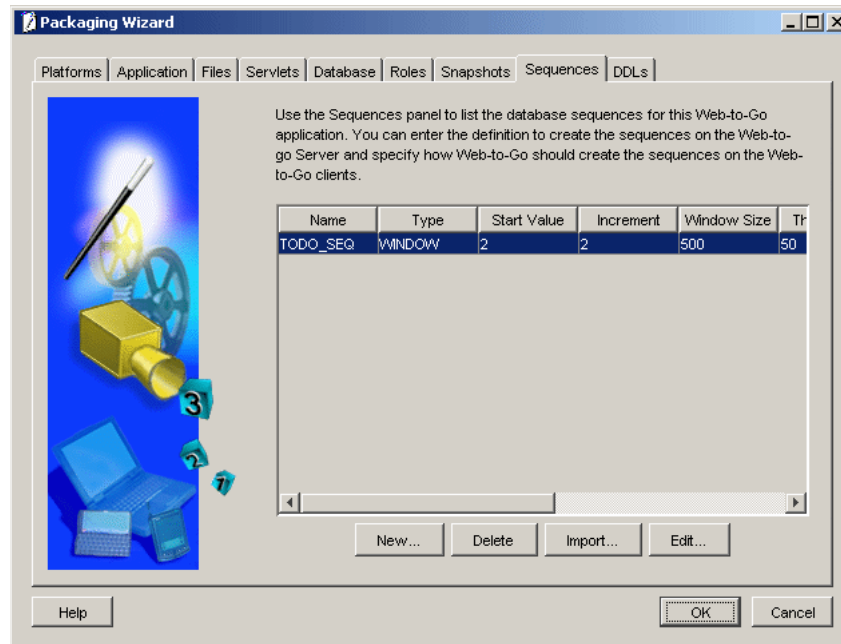 Packaging Wizard
Platforms Application Files Servlets Database Roles Snapshots Sequences DDLs
Use the Sequences panel to list the database sequences for this Web-to-Go
application. You can enter the definition to create the sequences on the Web-to-
go Server and specify how Web-to-Go should create the sequences on the Web-
to-Go clients.
Name Type Start Value Increment Window Size Th
TODO_SEQ WINDOW 2 2 500 50
3
2
1
New... Delete Import... Edit...
Help OK Cancel